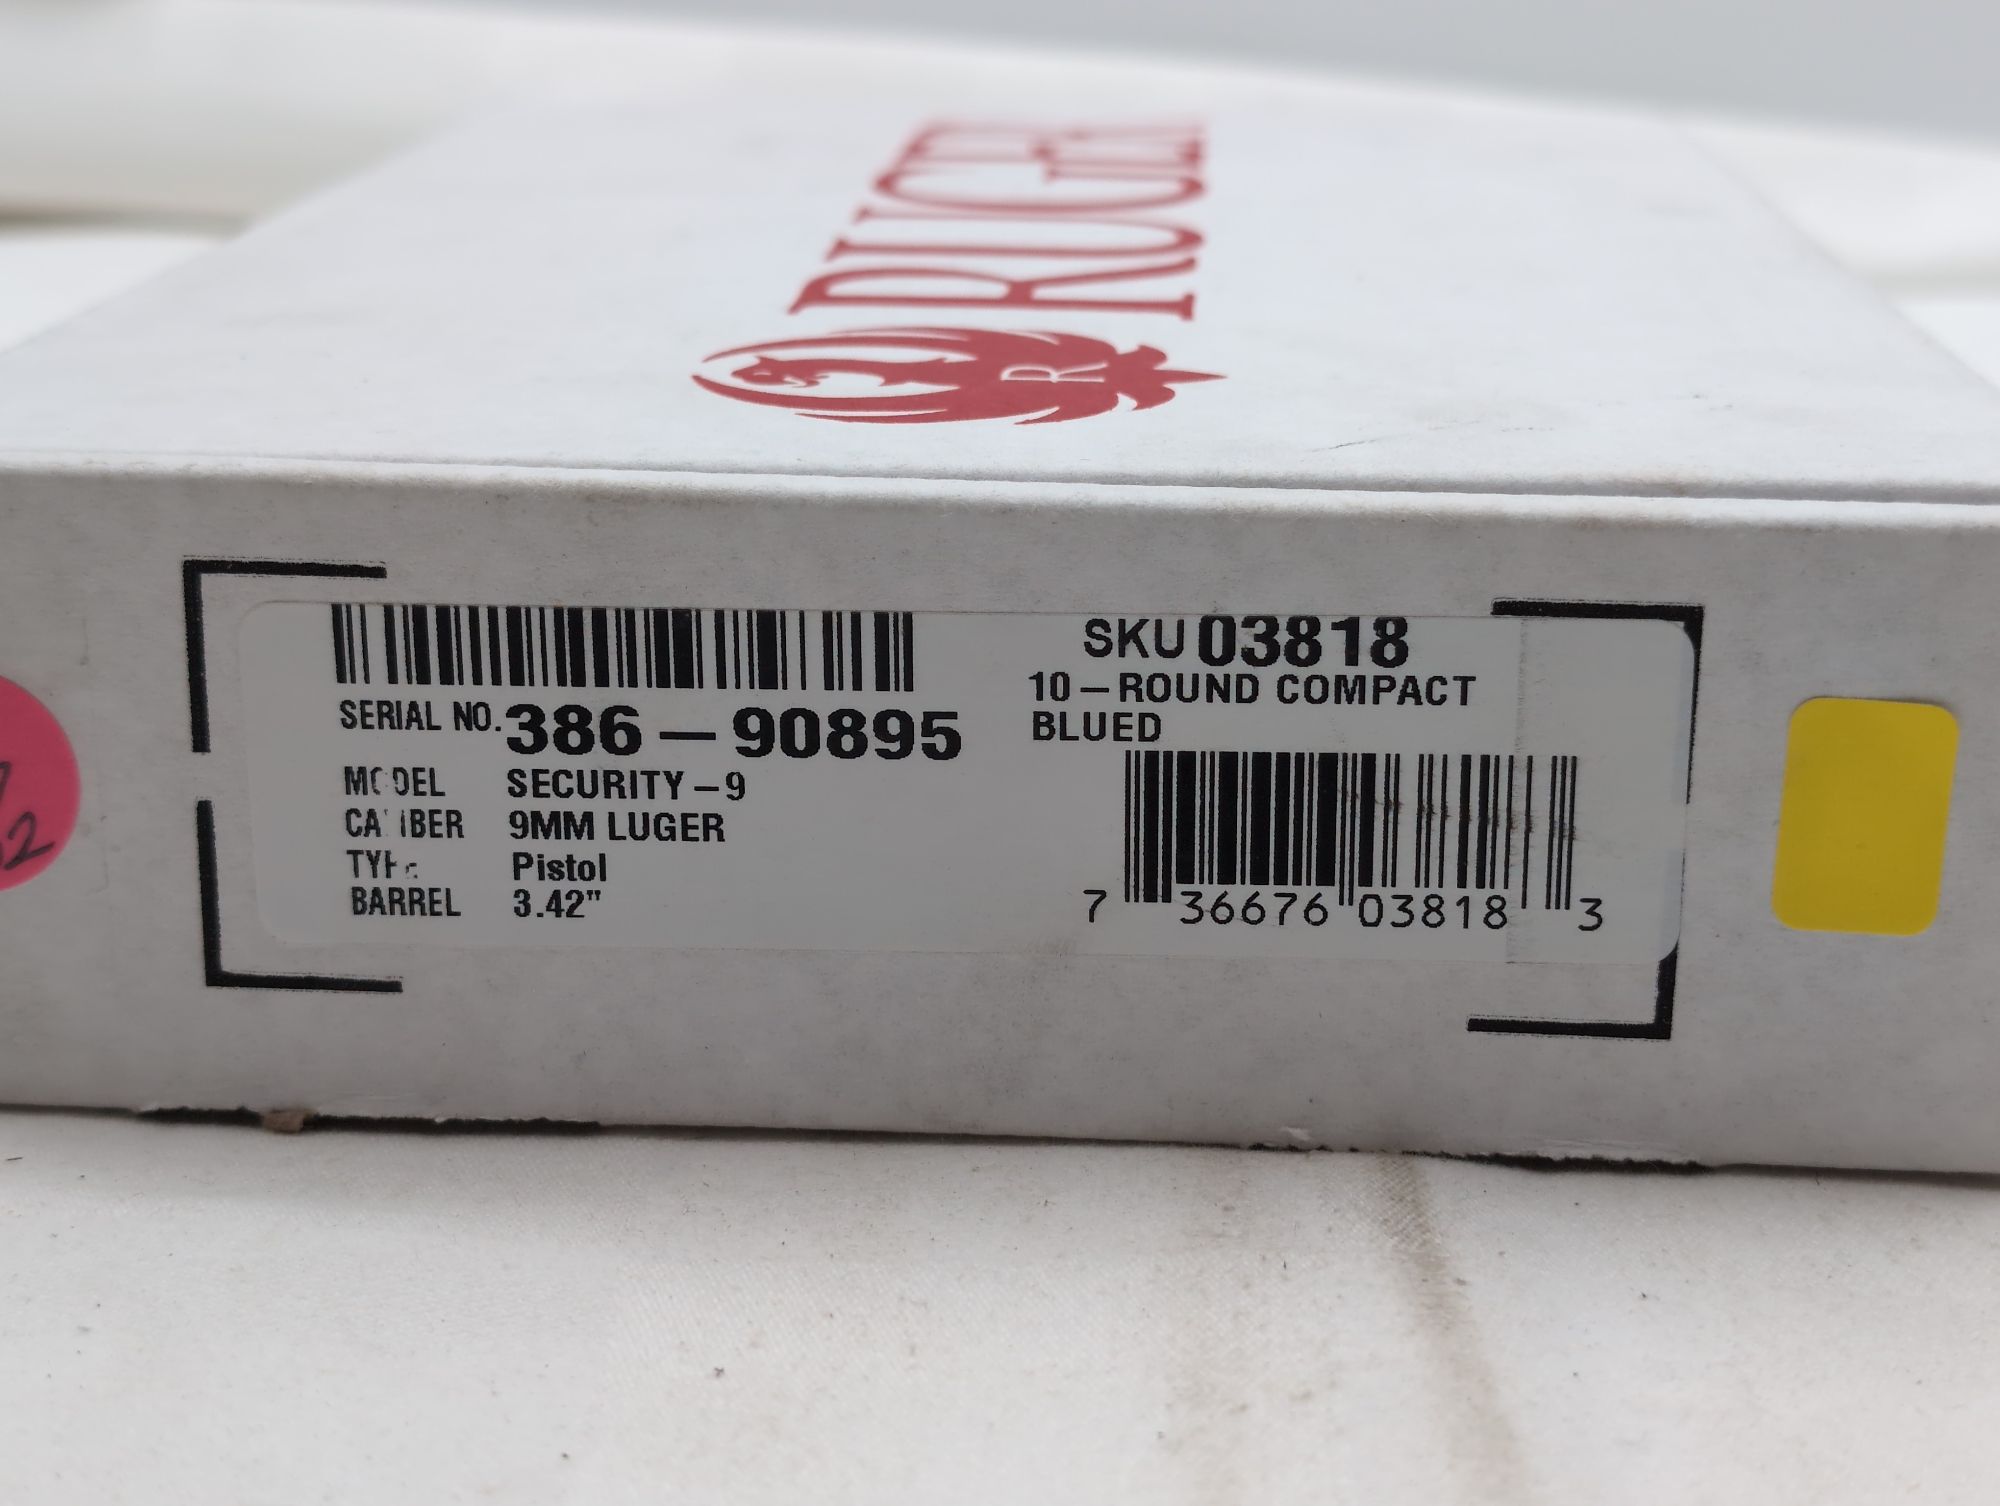 RUGER
R
SERIAL NO. 386-90895
MODEL SECURITY-9
CALIBER 9MM LUGER
TYPE Pistol
BARREL 3.42"
SKU 03818
10-ROUND COMPACT
BLUED
7 36676 03818 3